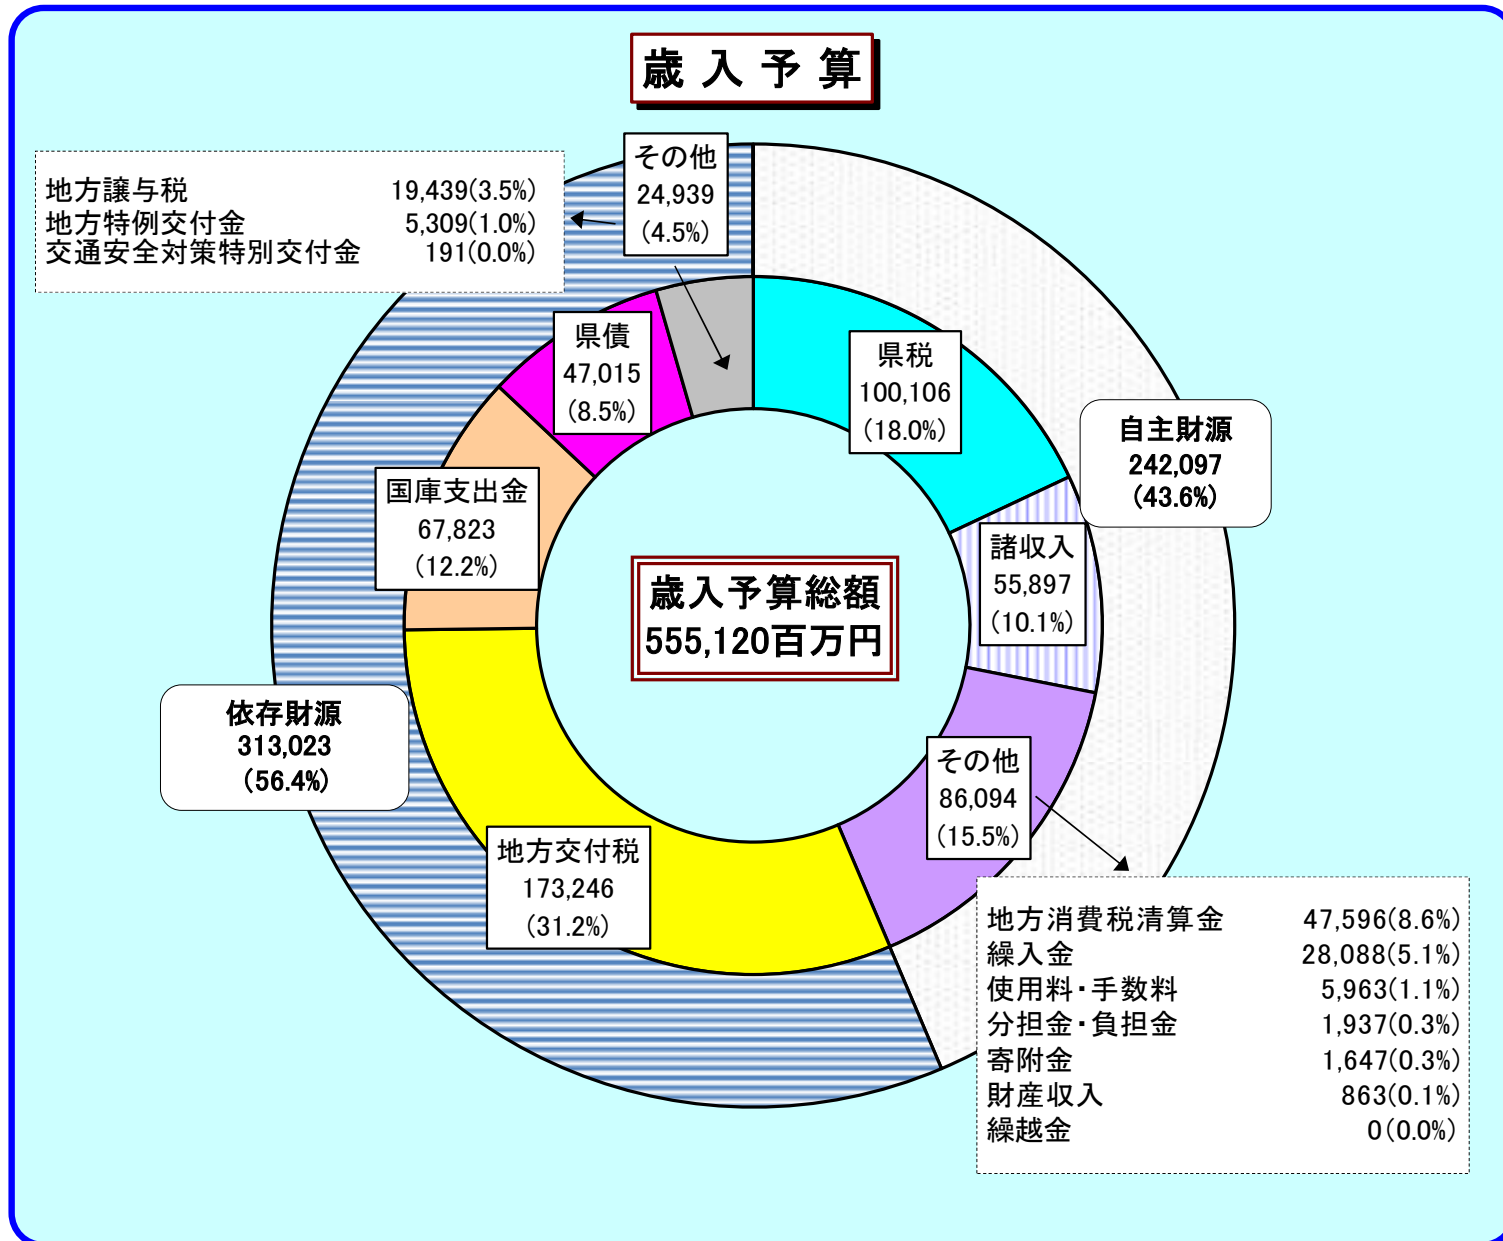 歳入予算
その他
24,939
(4.5%)
地方譲与税 19,439(3.5%)
地方特例交付金 5,309(1.0%)
交通安全対策特別交付金 191(0.0%)
県債
47,015
(8.5%)
県税
100,106
(18.0%)
自主財源
242,097
(43.6%)
国庫支出金
67,823
(12.2%)
諸収入
55,897
(10.1%)
歳入予算総額
555,120百万円
依存財源
313,023
(56.4%)
その他
86,094
(15.5%)
地方交付税
173,246
(31.2%)
地方消費税清算金 47,596(8.6%)
繰入金 28,088(5.1%)
使用料・手数料 5,963(1.1%)
分担金・負担金 1,937(0.3%)
寄附金 1,647(0.3%)
財産収入 863(0.1%)
繰越金 0(0.0%)